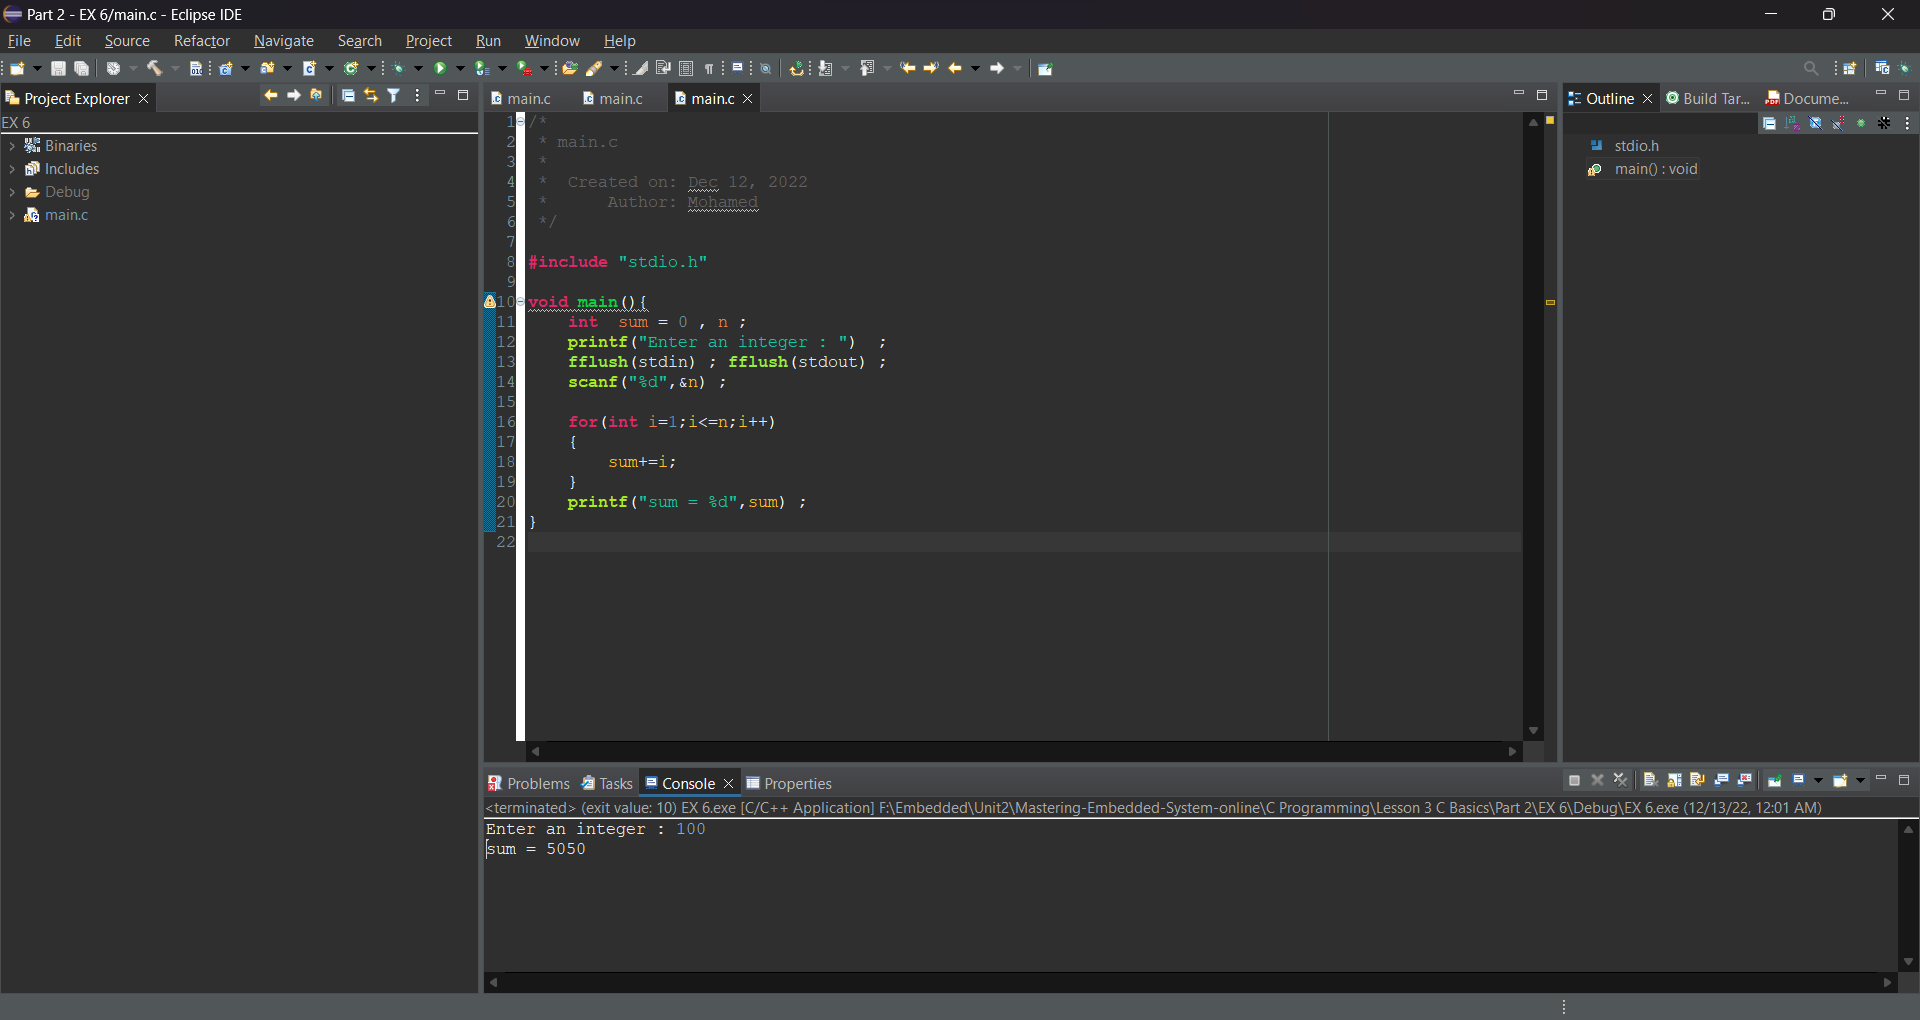 Part 2 - EX 6/main.c - Eclipse IDE
File Edit Source Refactor Navigate Search Project Run Window Help
Project Explorer
EX 6
Binaries
Includes
Debug
main.c
main.c main.c main.c
1 /*
2 * main.c
3 *
4 * Created on: Dec 12, 2022
5 * Author: Mohamed
6 */
7
8 #include "stdio.h"
9
10 void main(){
11 int sum = 0 , n ;
12 printf("Enter an integer : ") ;
13 fflush(stdin) ; fflush(stdout) ;
14 scanf("%d",&n) ;
15
16 for(int i=1;i<=n;i++)
17 {
18 sum+=i;
19 }
20 printf("sum = %d",sum) ;
21 }
22
Outline Build Tar... Docume...
stdio.h
main() : void
Problems Tasks Console Properties
<terminated> (exit value: 10) EX 6.exe [C/C++ Application] F:\Embedded\Unit2\Mastering-Embedded-System-online\C Programming\Lesson 3 C Basics\Part 2\EX 6\Debug\EX 6.exe (12/13/22, 12:01 AM)
Enter an integer : 100
sum = 5050